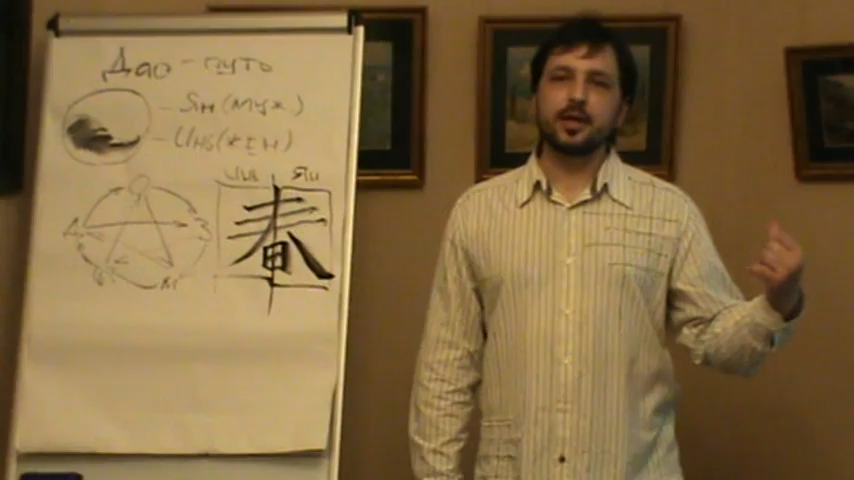 Дао - путь
- Ян (муж)
- Инь (жен)
Инь Ян
春